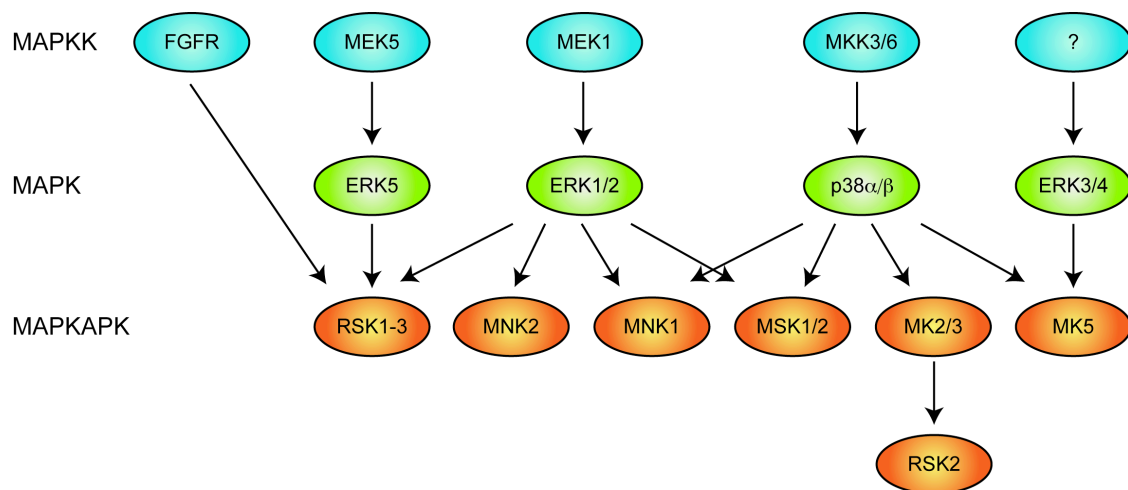 MAPKK FGFR MEK5 MEK1 MKK3/6 ?
MAPK ERK5 ERK1/2 p38α/β ERK3/4
MAPKAPK RSK1-3 MNK2 MNK1 MSK1/2 MK2/3 MK5
RSK2